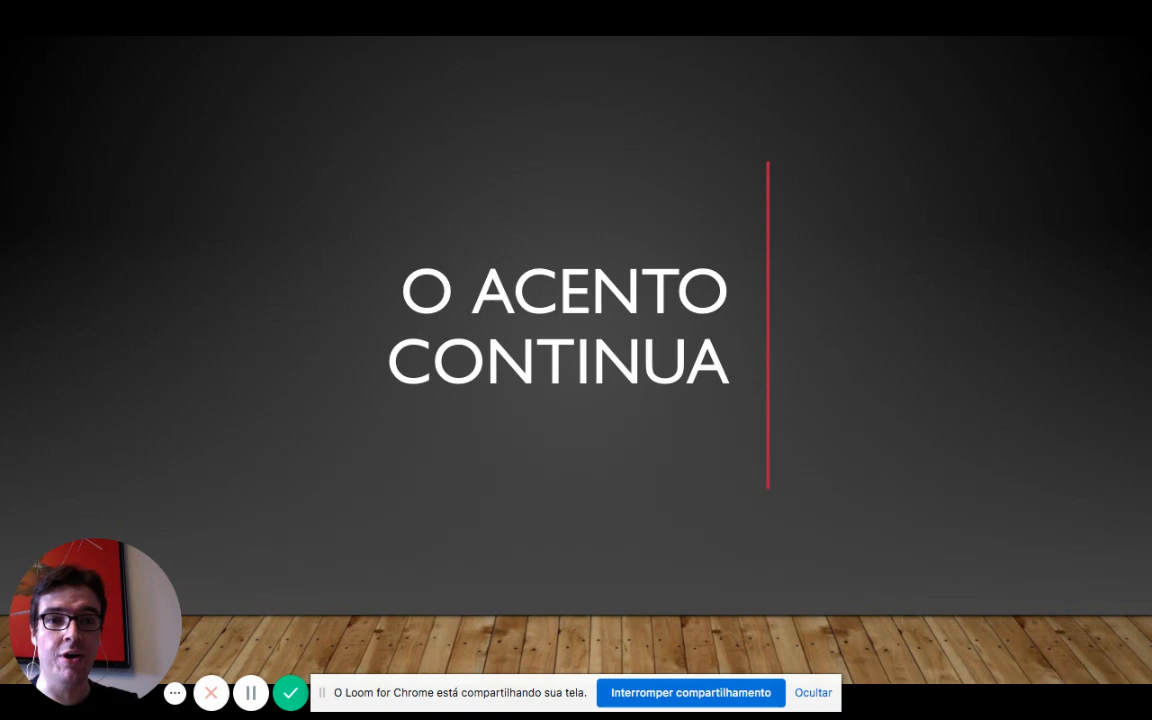 O ACENTO
CONTINUA
O Loom for Chrome está compartilhando sua tela.
Interromper compartilhamento
Ocultar